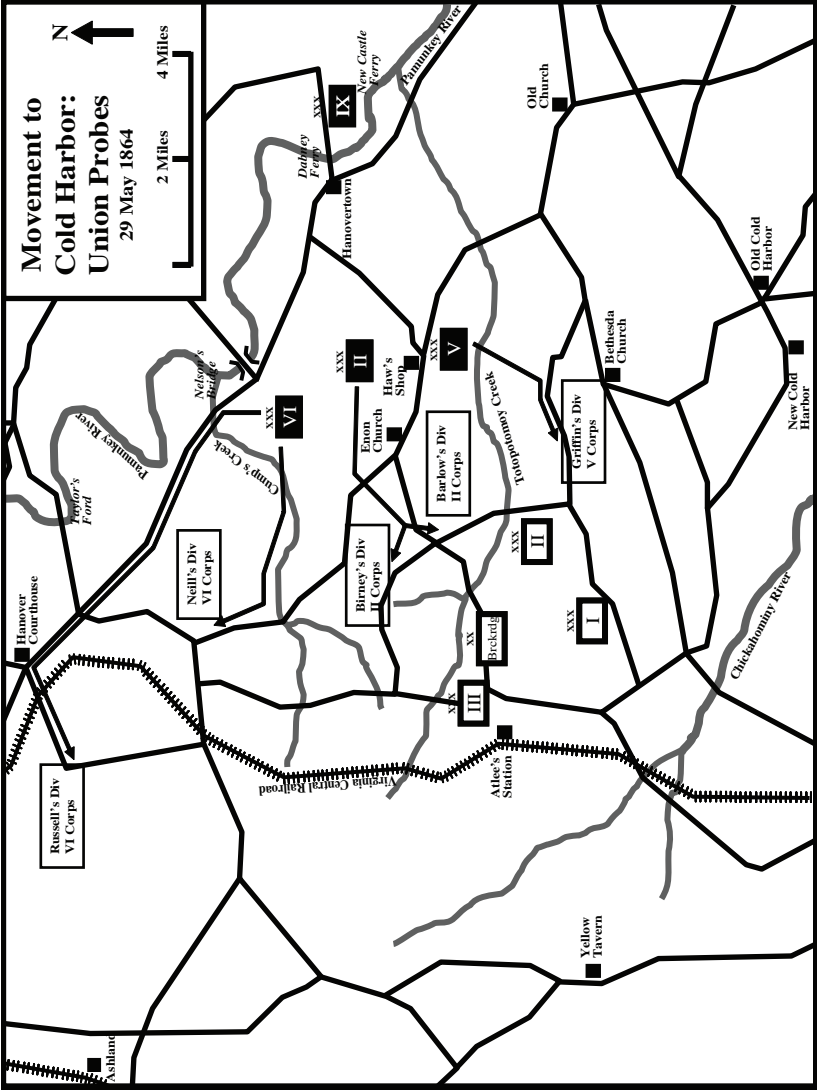 Movement to
Cold Harbor:
Union Probes
29 May 1864
N
2 Miles
4 Miles
Hanover
Courthouse
Taylor's
Ford
Pamunkey River
Nelson's
Bridge
Dabney
Ferry
New Castle
Ferry
Pamunkey River
xxx
IX
Hanovertown
Russell's Div
VI Corps
Neill's Div
VI Corps
Cump's Creek
xxx
VI
xxx
II
Haw's
Shop
Enon
Church
xxx
V
Old
Church
Birney's Div
II Corps
Barlow's Div
II Corps
Totopotomoy Creek
Griffin's Div
V Corps
Bethesda
Church
Old Cold
Harbor
New Cold
Harbor
Virginia Central Railroad
xxx
III
xx
Brckrdg
xxx
II
xxx
I
Atlee's
Station
Chickahominy River
Ashland
Yellow
Tavern